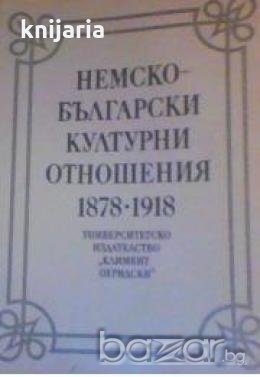 knijaria
НЕМСКО-
БЪЛГАРСКИ
КУЛТУРНИ
ОТНОШЕНИЯ
1878·1918
УНИВЕРСИТЕТСКО
ИЗДАТЕЛСТВО
„КЛИМЕНТ
ОХРИДСКИ"
bazar.bg